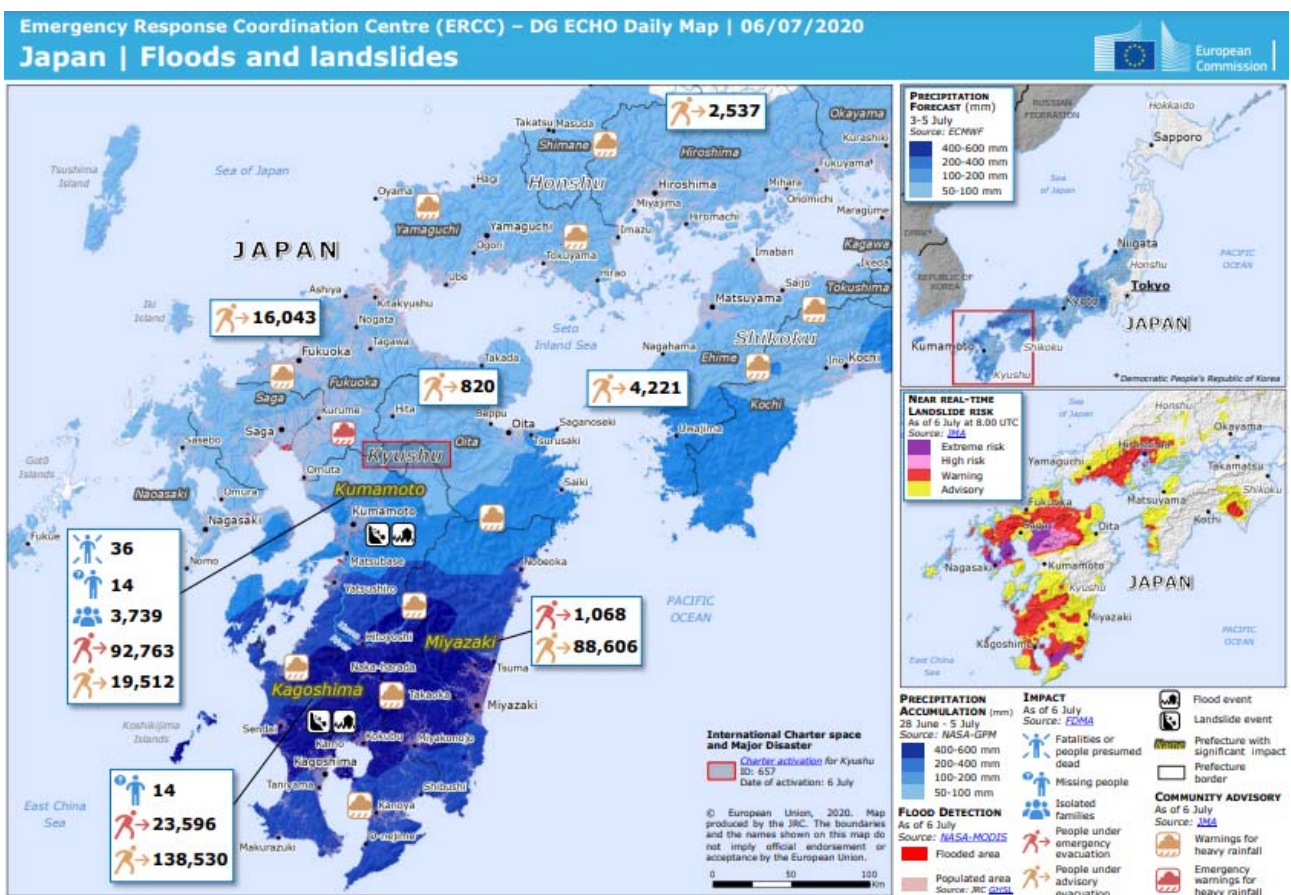 Emergency Response Coordination Centre (ERCC) – DG ECHO Daily Map | 06/07/2020
Japan | Floods and landslides
European
Commission
2,537
Takatsu
Masuda
Shimane
Okayama
Kurashiki
Hiroshima
Fukuyama
Tsushima
Island
Sea of Japan
Hagi
Honshu
Oyama
Hiroshima
Mihara
Onomichi
Miyajima
Hiromachi
Marugame
Yamaguchi
Yamaguchi
Imazu
Ogori
Tokuyama
Kagawa
JAPAN
Imabari
Ikeda
Ube
Hirao
Saijo
Tokushima
Ashiya
Kitakyushu
Matsuyama
Iki
Island
16,043
Nogata
Seto
Inland Sea
Shikoku
Tagawa
Nagahama
Ehime
Ino
Kochi
Fukuoka
Takada
Fukuoka
820
4,221
Kochi
Saga
Kurume
Hita
Beppu
Oita
Saganoseki
Saga
Oita
Tsurusaki
Uwajima
Sasebo
Kyushu
Gotō
Islands
Omuta
Saiki
Kumamoto
Umura
Kumamoto
Nagasaki
Fukue
Nomo
Matsubase
Nobeoka
36
14
3,739
92,763
19,512
Yatsushiro
PACIFIC
OCEAN
1,068
88,606
Hitoyoshi
Miyazaki
Tsuma
Kagoshima
Takaoka
Miyazaki
Koshikijima
Islands
Sendai
Kamo
Kokubu
Miyakonojo
Kagoshima
Taniyama
Shibushi
14
23,596
138,530
Kanoya
East China
Sea
Makurazuki
International Charter space
and Major Disaster
Charter activation for Kyushu
ID: 657
Date of activation: 6 July
© European Union, 2020. Map
produced by the JRC. The boundaries
and the names shown on this map do
not imply official endorsement or
acceptance by the European Union.
0 50 100
Km
PRECIPITATION
FORECAST (mm)
3-5 July
Source: ECMWF
400-600 mm
200-400 mm
100-200 mm
50-100 mm
RUSSIAN
FEDERATION
Hokkaido
Sapporo
Sea
of Japan
DPRK*
Niigata
PACIFIC
OCEAN
REPUBLIC OF
KOREA
Honshu
Tokyo
Kyoto
JAPAN
Kumamoto
Shikoku
Kyushu
*Democratic People's Republic of Korea
NEAR REAL-TIME
LANDSLIDE RISK
As of 6 July at 8.00 UTC
Source: JMA
Extreme risk
High risk
Warning
Advisory
Sea
of Japan
Honshu
Okayama
Hiroshima
Yamaguchi
Takamatsu
Fukuoka
Matsuyama
Shikoku
Kochi
Oita
Nagasaki
Kumamoto
JAPAN
Kyushu
Miyazaki
Kagoshima
PACIFIC
OCEAN
East China
Sea
PRECIPITATION
ACCUMULATION (mm)
28 June - 5 July
Source: NASA-GPM
400-600 mm
200-400 mm
100-200 mm
50-100 mm
FLOOD DETECTION
As of 6 July
Source: NASA-MODIS
Flooded area
Populated area
Source: JRC GHSL
IMPACT
As of 6 July
Source: FDMA
Fatalities or
people presumed
dead
Missing people
Isolated
families
People under
emergency
evacuation
People under
advisory
evacuation
Flood event
Landslide event
Name
Prefecture with
significant impact
Prefecture
border
COMMUNITY ADVISORY
As of 6 July
Source: JMA
Warnings for
heavy rainfall
Emergency
warnings for
heavy rainfall